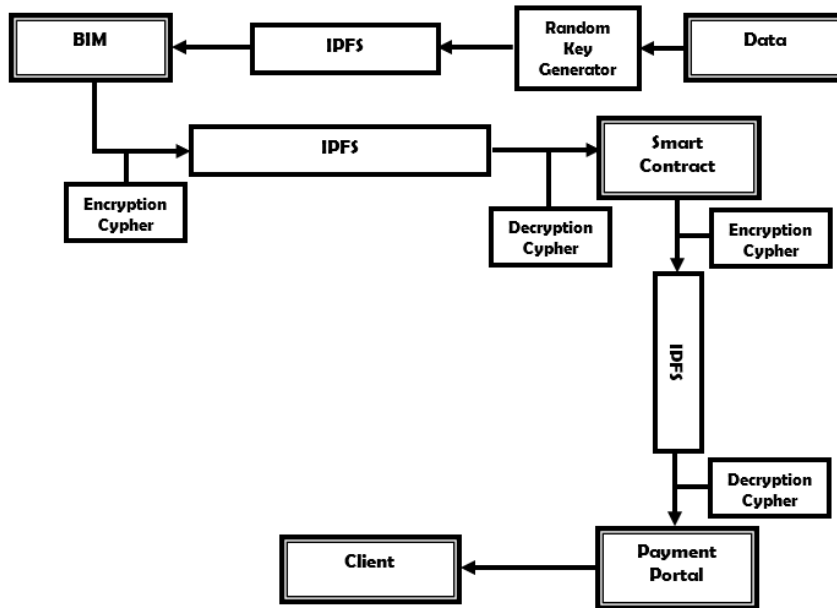 BIM
IPFS
Random
Key
Generator
Data
IPFS
Smart
Contract
Encryption
Cypher
Decryption
Cypher
Encryption
Cypher
IPFS
Decryption
Cypher
Client
Payment
Portal